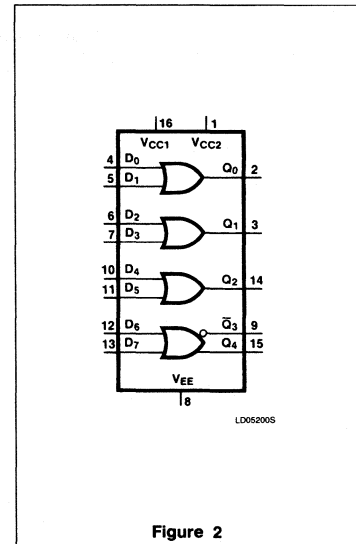 16 1
VCC1 VCC2
4 D0 Q0 2
5 D1
6 D2 Q1 3
7 D3
10 D4 Q2 14
11 D5
12 D6 Q̅3 9
13 D7 Q4 15
VEE
8
LD05200S
Figure 2